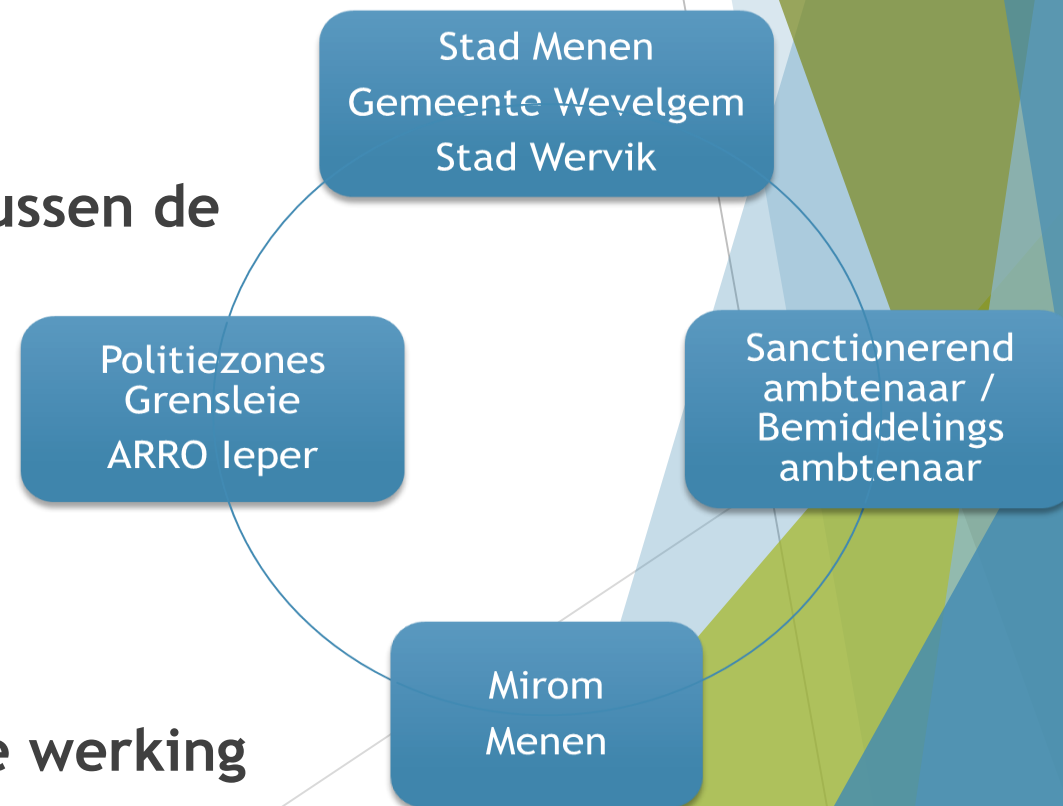 Stad Menen
Gemeente Wevelgem
Stad Wervik
ussen de
Politiezones
Grensleie
ARRO Ieper
Sanctionerend
ambtenaar /
Bemiddelings
ambtenaar
Mirom
Menen
e werking